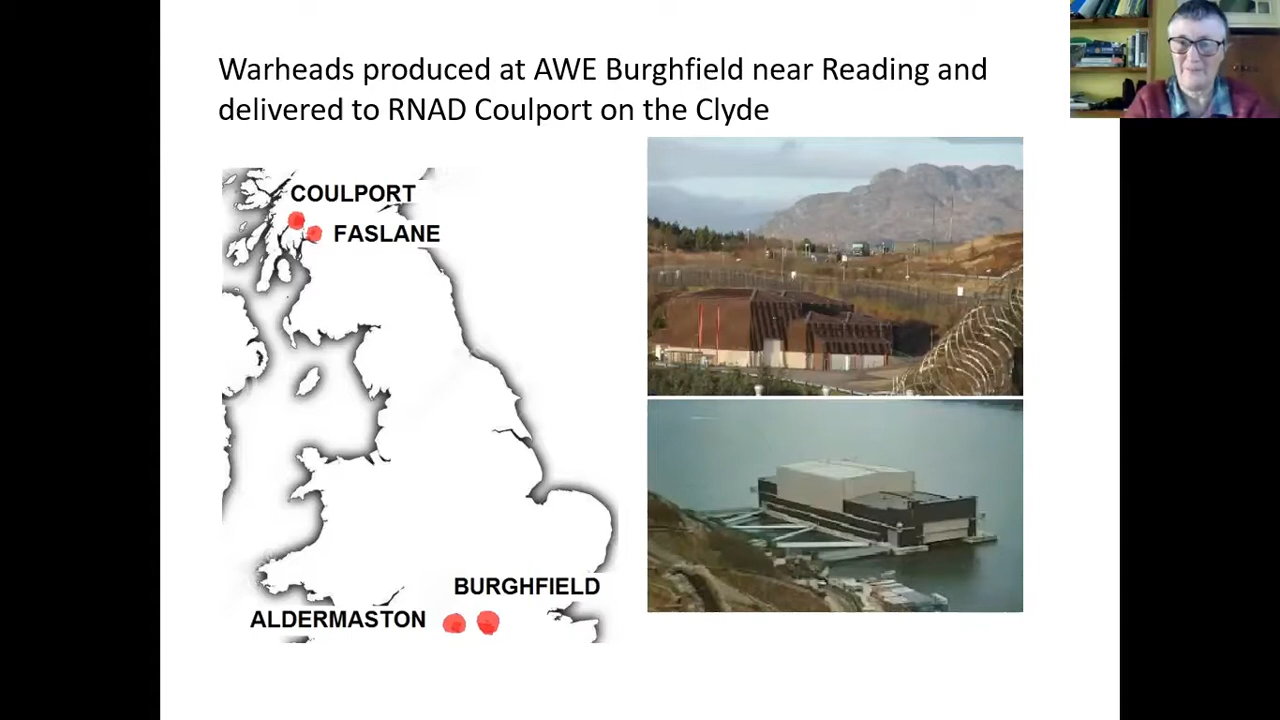 Warheads produced at AWE Burghfield near Reading and
delivered to RNAD Coulport on the Clyde
COULPORT
FASLANE
BURGHFIELD
ALDERMASTON